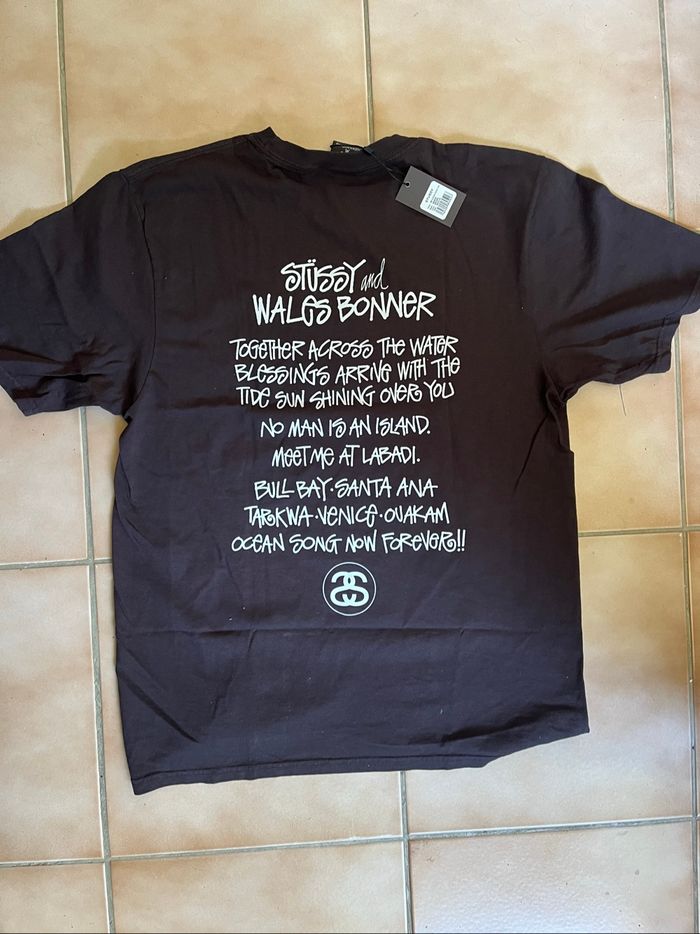 STÜSSY and
WALES BONNER
TOGETHER ACROSS THE WATER
BLESSINGS ARRIVE WITH THE
TIDE SUN SHINING OVER YOU
NO MAN IS AN ISLAND.
MEET ME AT LABADI.
BULL BAY·SANTA ANA
TARKWA·VENICE·OUAKAM
OCEAN SONG NOW FOREVER!!